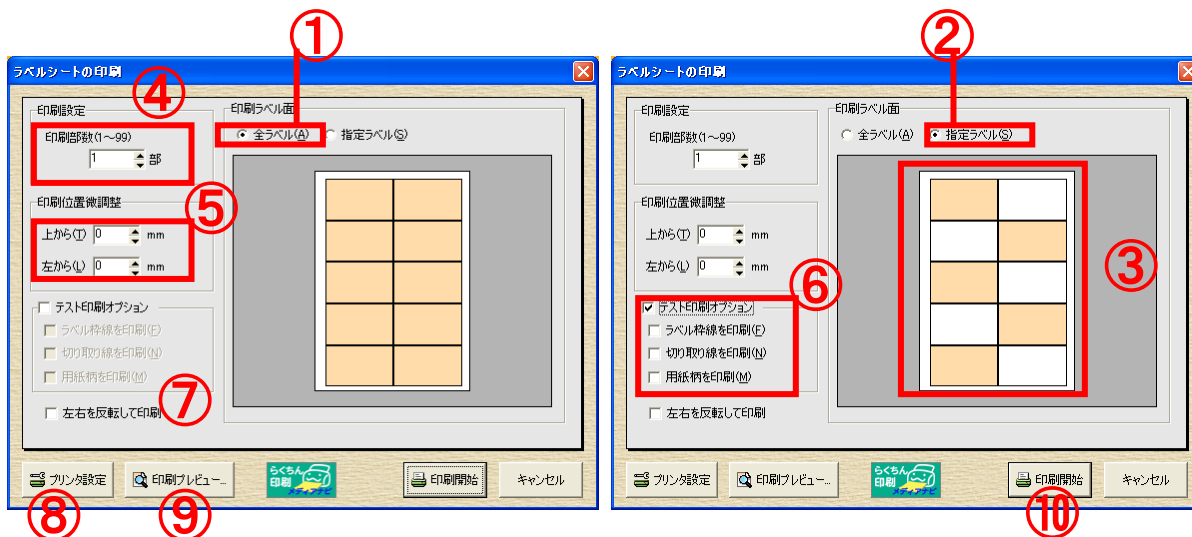 ①
②
ラベルシートの印刷
④
印刷設定
印刷部数(1～99)
1 部
⑤
印刷位置微調整
上から(T) 0 mm
左から(L) 0 mm
テスト印刷オプション
ラベル枠線を印刷(F)
切り取り線を印刷(N)
用紙柄を印刷(M)
⑦
左右を反転して印刷
印刷ラベル面
全ラベル(A) 指定ラベル(S)
プリンタ設定
印刷プレビュー...
らくちん
印刷
メディアナビ
印刷開始
キャンセル
⑧
⑨
ラベルシートの印刷
印刷設定
印刷部数(1～99)
1 部
印刷位置微調整
上から(T) 0 mm
左から(L) 0 mm
⑥
テスト印刷オプション
ラベル枠線を印刷(F)
切り取り線を印刷(N)
用紙柄を印刷(M)
左右を反転して印刷
印刷ラベル面
全ラベル(A) 指定ラベル(S)
③
プリンタ設定
印刷プレビュー...
らくちん
印刷
メディアナビ
印刷開始
キャンセル
⑩